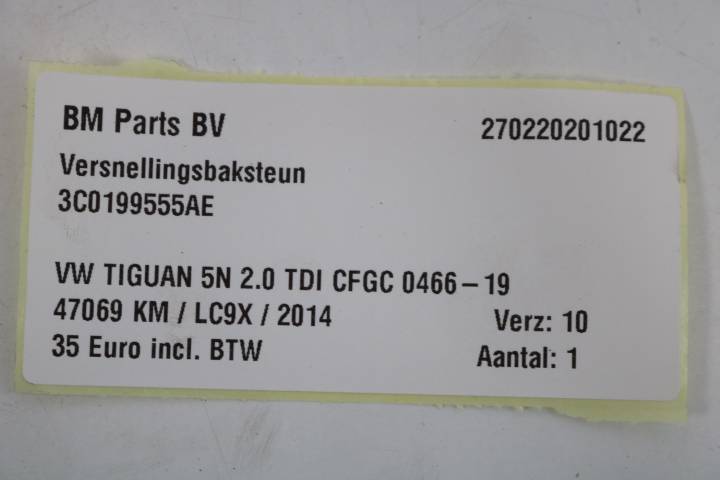 BM Parts BV 270220201022
Versnellingsbaksteun
3C0199555AE
VW TIGUAN 5N 2.0 TDI CFGC 0466-19
47069 KM / LC9X / 2014 Verz: 10
35 Euro incl. BTW Aantal: 1